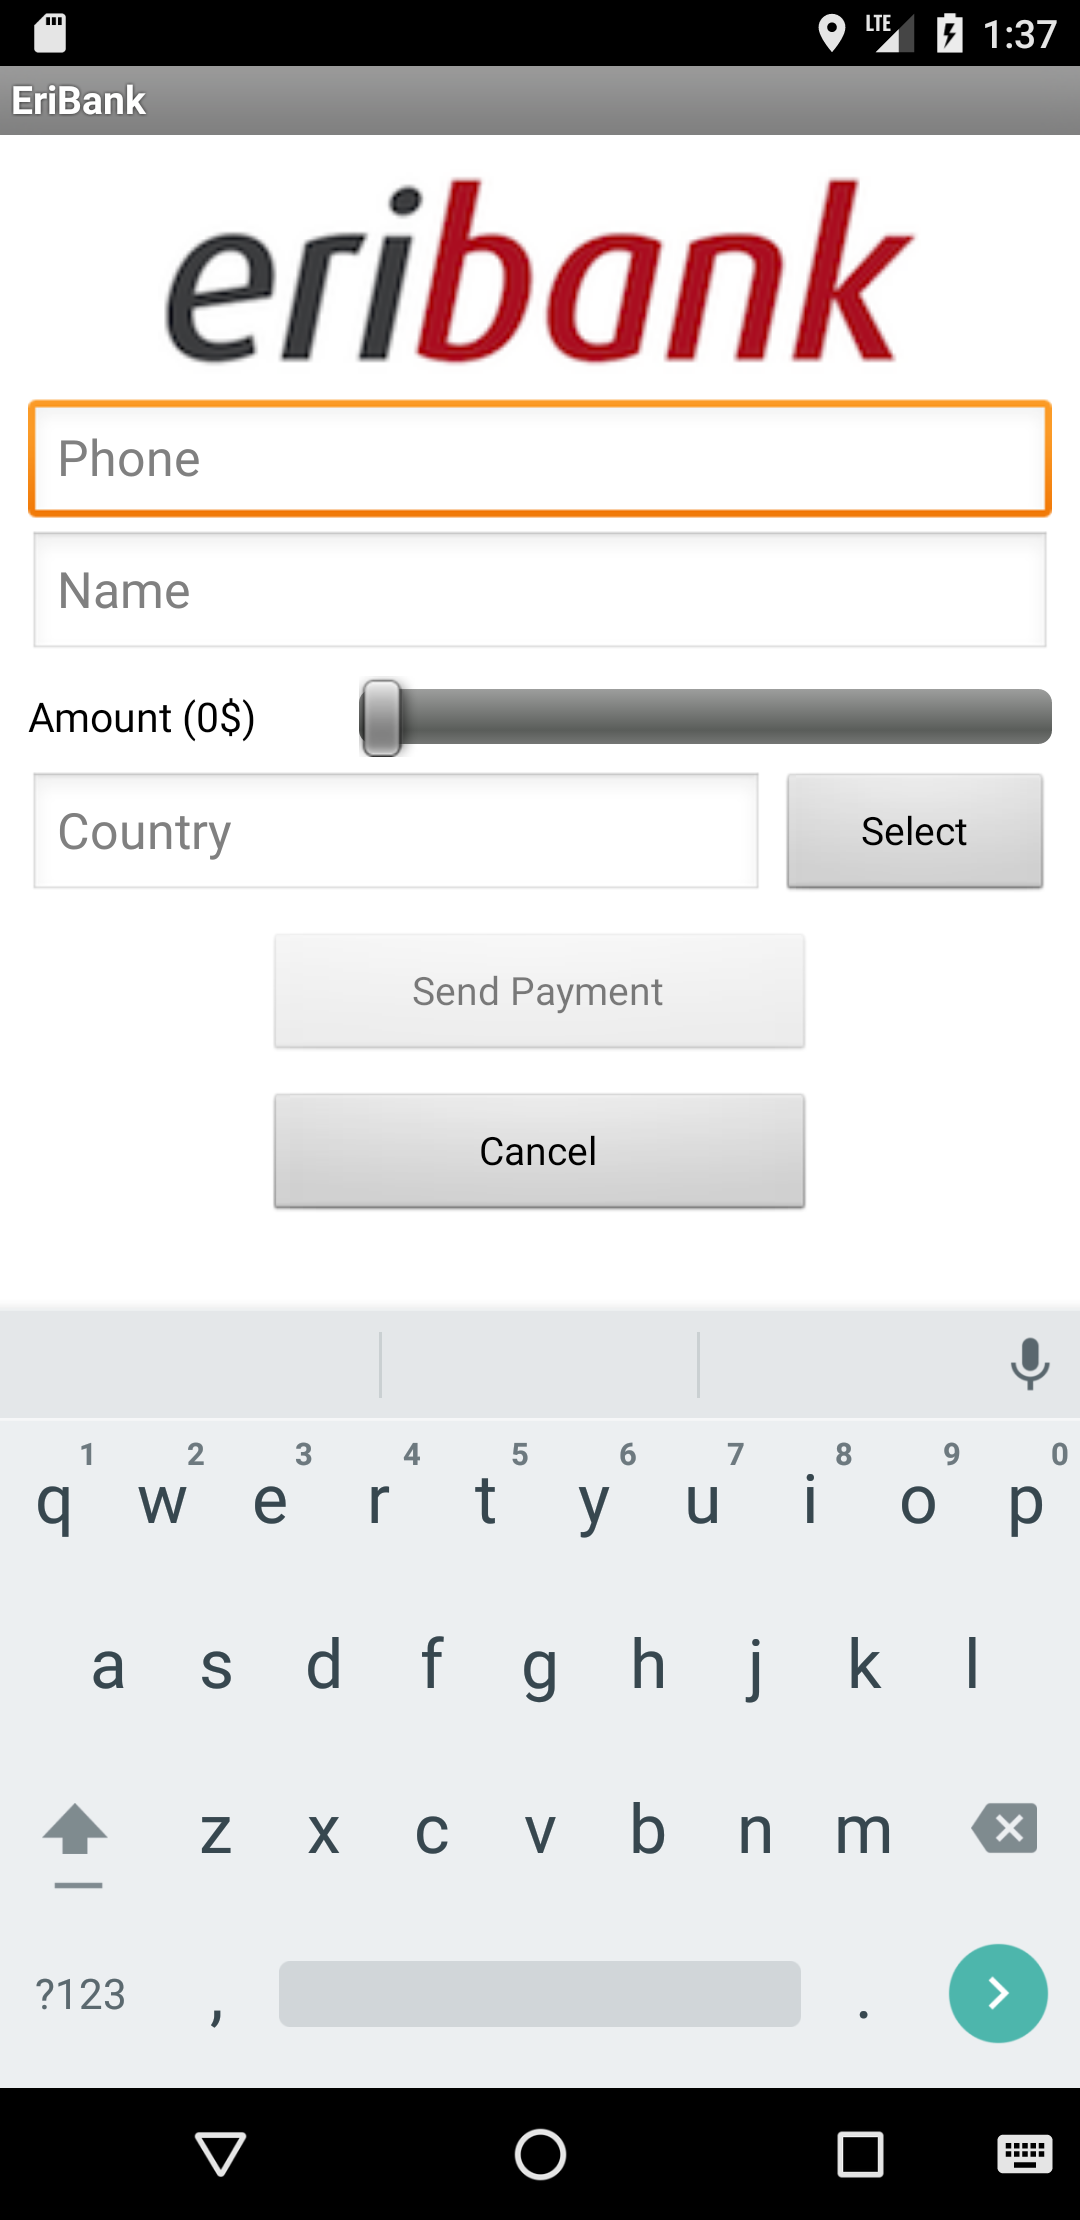 LTE 1:37
EriBank
eribank
Phone
Name
Amount (0$)
Country
Select
Send Payment
Cancel
1 2 3 4 5 6 7 8 9 0
q w e r t y u i o p
a s d f g h j k l
z x c v b n m
?123 , .